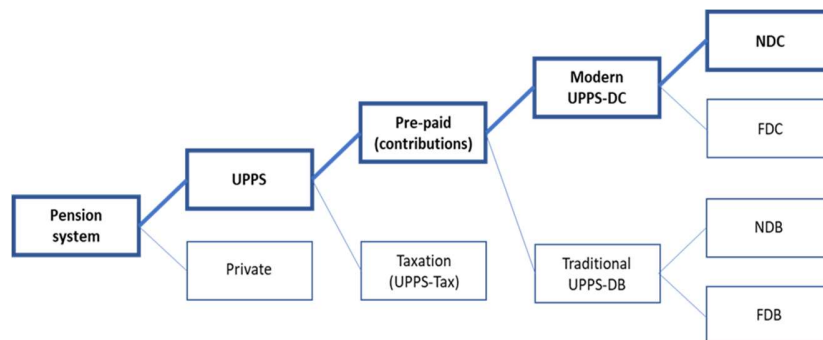 Pension
system
UPPS
Private
Pre-paid
(contributions)
Taxation
(UPPS-Tax)
Modern
UPPS-DC
Traditional
UPPS-DB
NDC
FDC
NDB
FDB